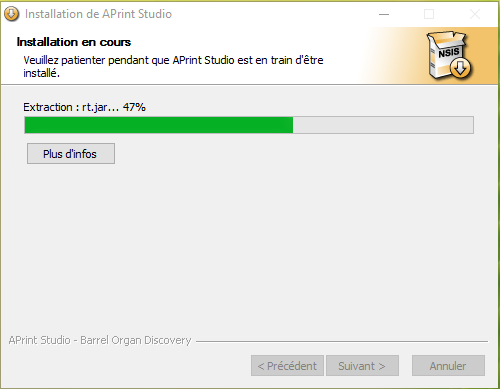 Installation de APrint Studio
Installation en cours
Veuillez patienter pendant que APrint Studio est en train d'être
installé.
NSIS
Extraction : rt.jar... 47%
Plus d'infos
APrint Studio - Barrel Organ Discovery
< Précédent
Suivant >
Annuler